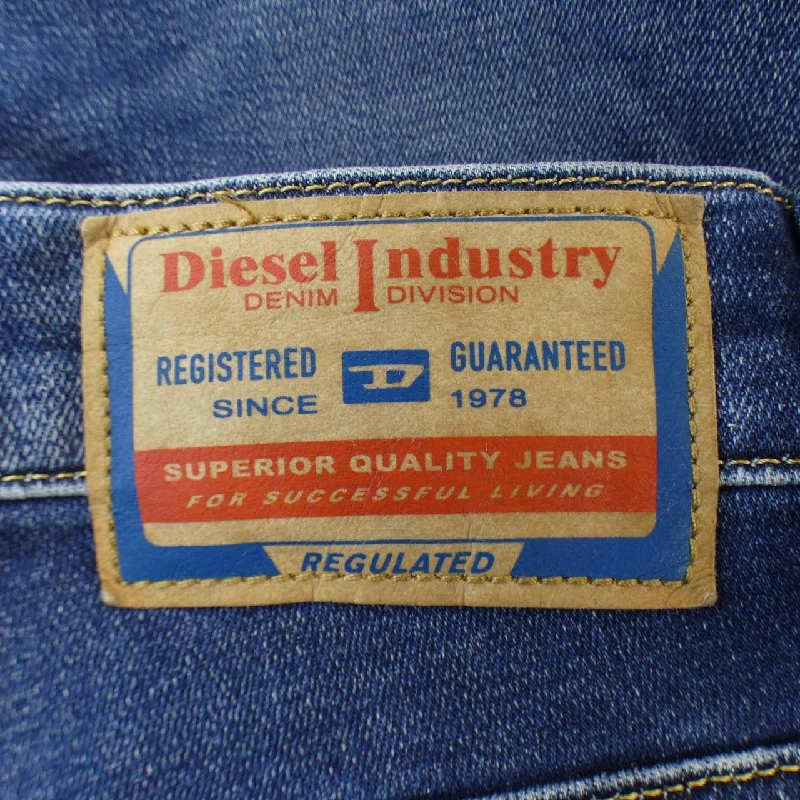 Diesel Industry
DENIM DIVISION
REGISTERED D GUARANTEED
SINCE 1978
SUPERIOR QUALITY JEANS
FOR SUCCESSFUL LIVING
REGULATED